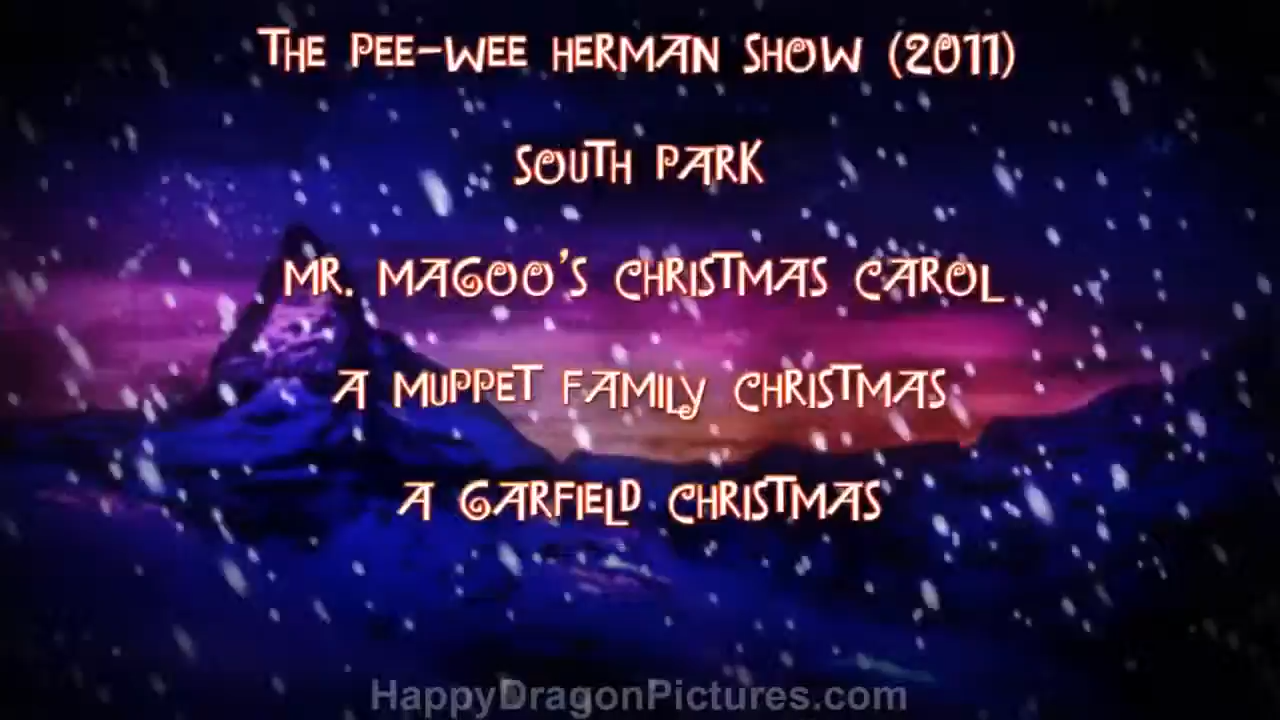 THE PEE-WEE HERMAN SHOW (2011)
SOUTH PARK
MR. MAGOO'S CHRISTMAS CAROL
A MUPPET FAMILY CHRISTMAS
A GARFIELD CHRISTMAS
HappyDragonPictures.com